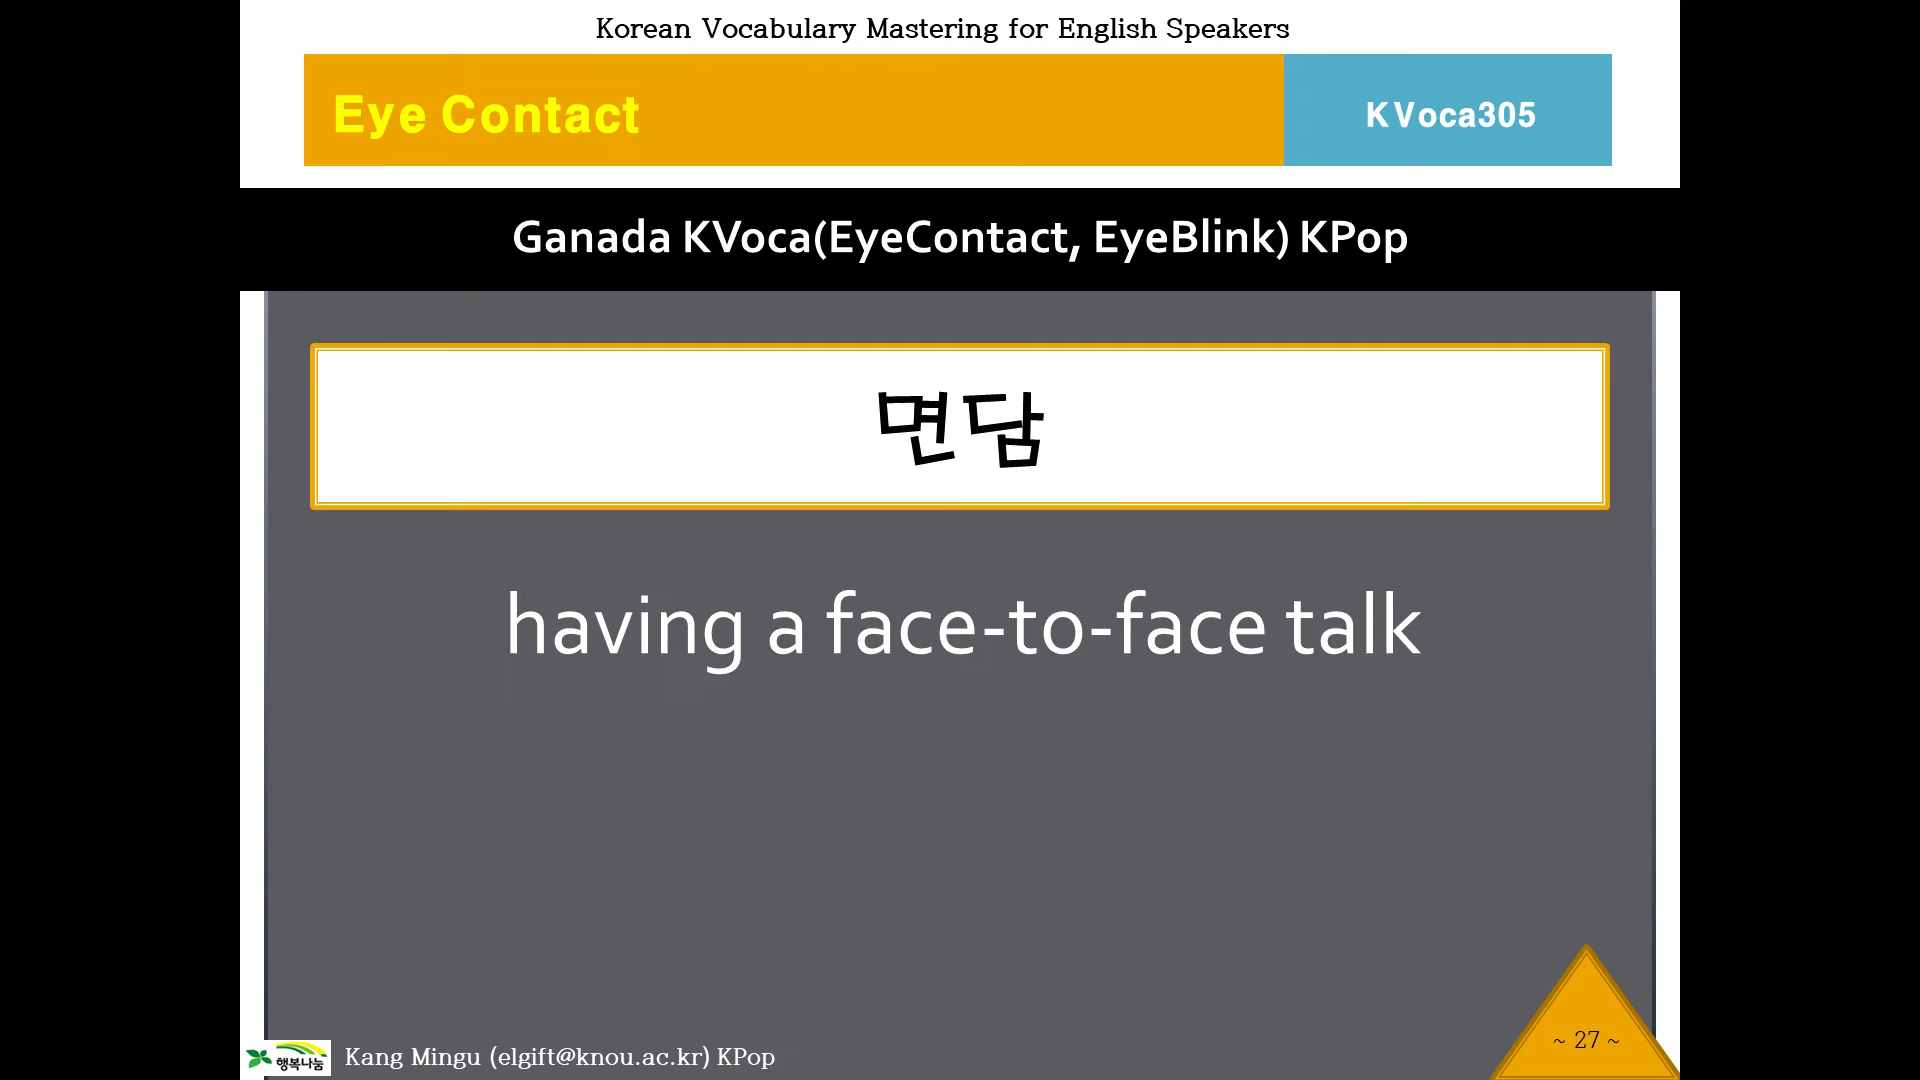 Korean Vocabulary Mastering for English Speakers
Eye Contact
KVoca305
Ganada KVoca(EyeContact, EyeBlink) KPop
면담
having a face-to-face talk
~ 27 ~
행복나눔
Kang Mingu (elgift@knou.ac.kr) KPop